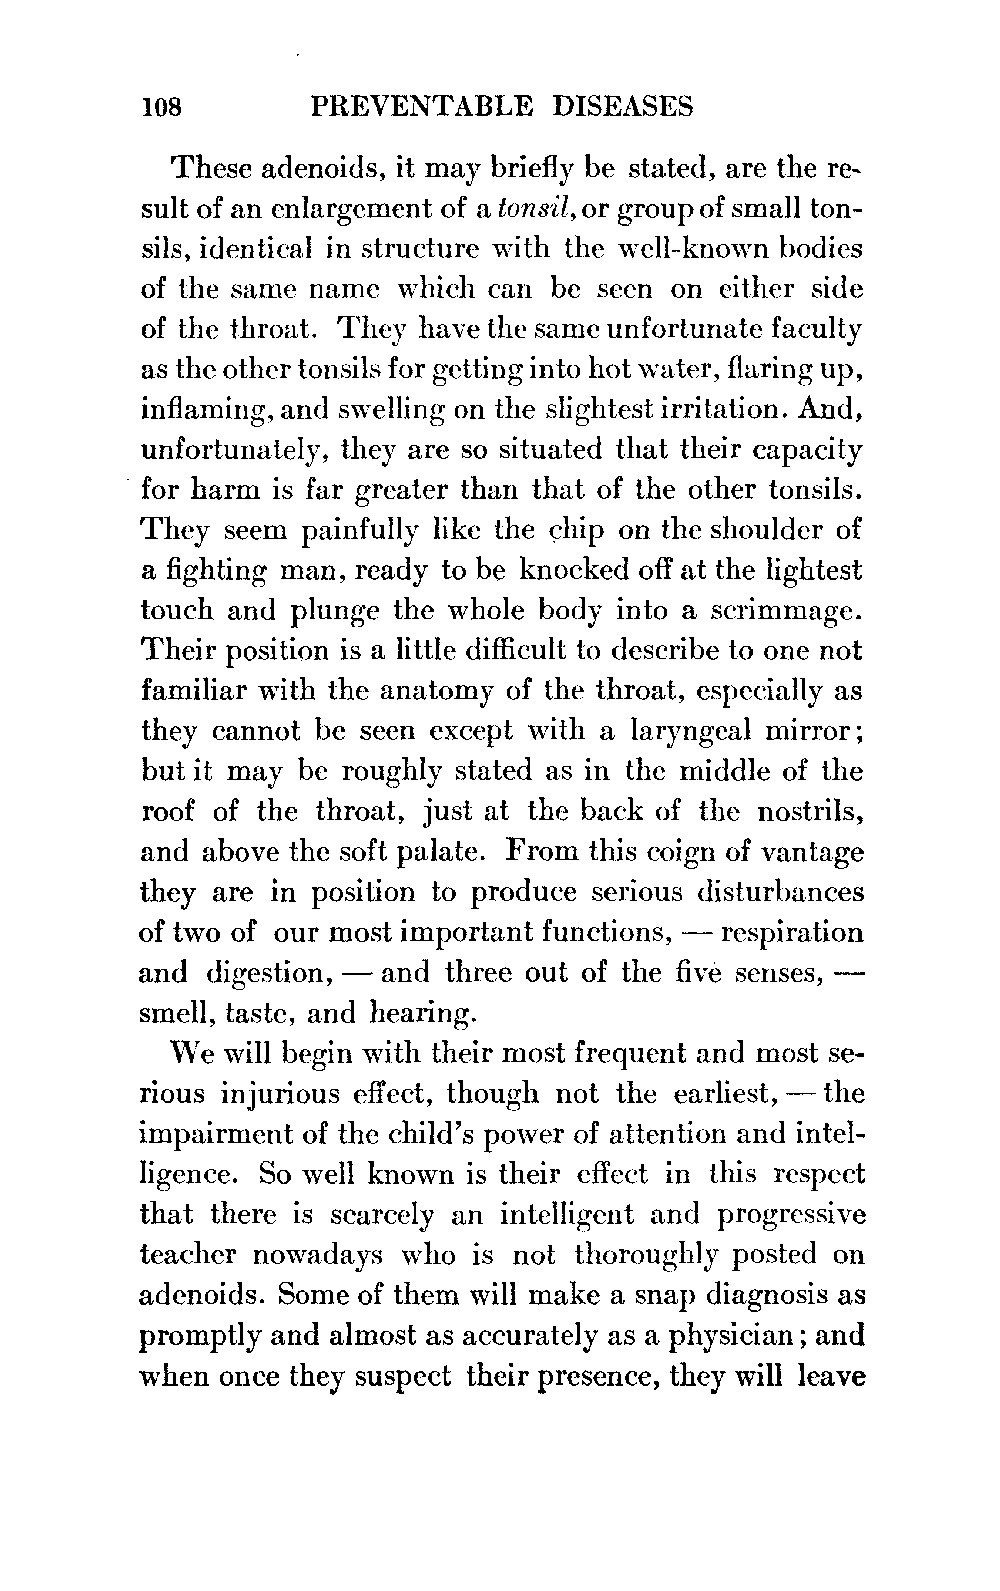 108 PREVENTABLE DISEASES
These adenoids, it may briefly be stated, are the re-
sult of an enlargement of a tonsil, or group of small ton-
sils, identical in structure with the well-known bodies
of the same name which can be seen on either side
of the throat. They have the same unfortunate faculty
as the other tonsils for getting into hot water, flaring up,
inflaming, and swelling on the slightest irritation. And,
unfortunately, they are so situated that their capacity
for harm is far greater than that of the other tonsils.
They seem painfully like the chip on the shoulder of
a fighting man, ready to be knocked off at the lightest
touch and plunge the whole body into a scrimmage.
Their position is a little difficult to describe to one not
familiar with the anatomy of the throat, especially as
they cannot be seen except with a laryngeal mirror;
but it may be roughly stated as in the middle of the
roof of the throat, just at the back of the nostrils,
and above the soft palate. From this coign of vantage
they are in position to produce serious disturbances
of two of our most important functions, — respiration
and digestion, — and three out of the five senses, —
smell, taste, and hearing.
We will begin with their most frequent and most se-
rious injurious effect, though not the earliest, — the
impairment of the child's power of attention and intel-
ligence. So well known is their effect in this respect
that there is scarcely an intelligent and progressive
teacher nowadays who is not thoroughly posted on
adenoids. Some of them will make a snap diagnosis as
promptly and almost as accurately as a physician; and
when once they suspect their presence, they will leave